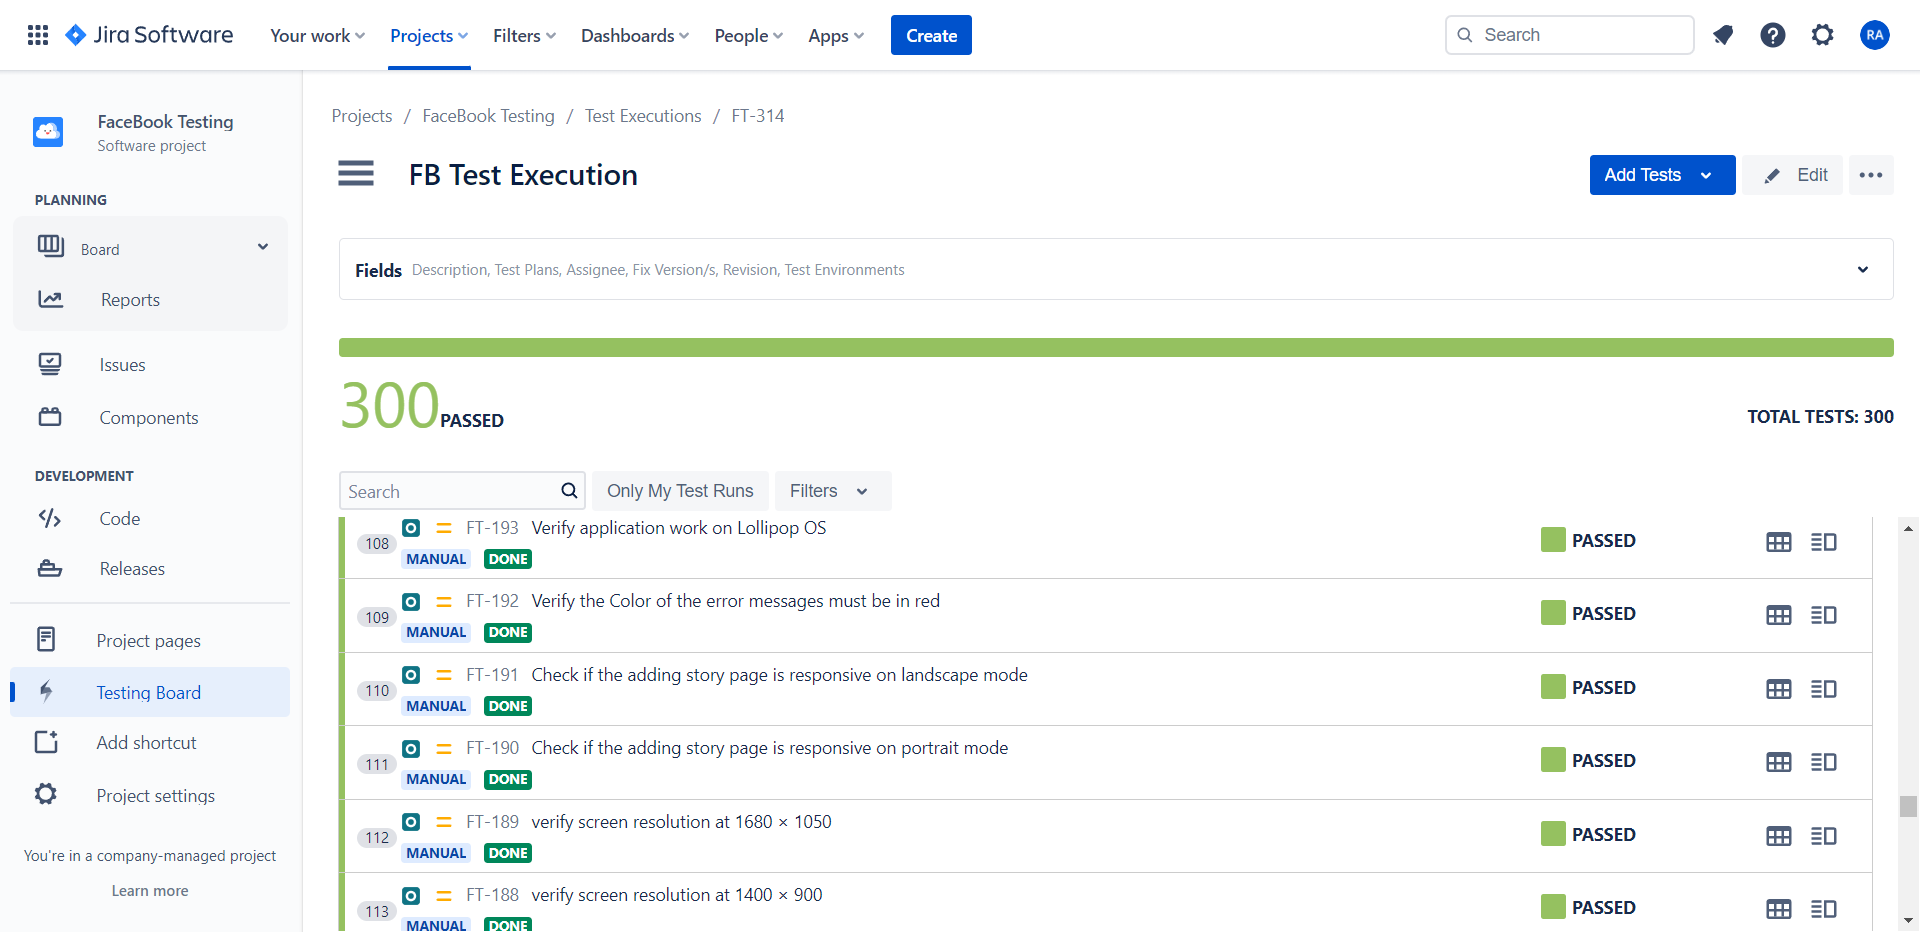 Jira Software
Your work
Projects
Filters
Dashboards
People
Apps
Create
Search
RA
FaceBook Testing
Software project
PLANNING
Board
Reports
Issues
Components
DEVELOPMENT
Code
Releases
Project pages
Testing Board
Add shortcut
Project settings
You're in a company-managed project
Learn more
Projects / FaceBook Testing / Test Executions / FT-314
FB Test Execution
Add Tests
Edit
Fields Description, Test Plans, Assignee, Fix Version/s, Revision, Test Environments
300 PASSED
TOTAL TESTS: 300
Search
Only My Test Runs
Filters
108 FT-193 Verify application work on Lollipop OS PASSED
MANUAL DONE
109 FT-192 Verify the Color of the error messages must be in red PASSED
MANUAL DONE
110 FT-191 Check if the adding story page is responsive on landscape mode PASSED
MANUAL DONE
111 FT-190 Check if the adding story page is responsive on portrait mode PASSED
MANUAL DONE
112 FT-189 verify screen resolution at 1680 × 1050 PASSED
MANUAL DONE
113 FT-188 verify screen resolution at 1400 × 900 PASSED
MANUAL DONE